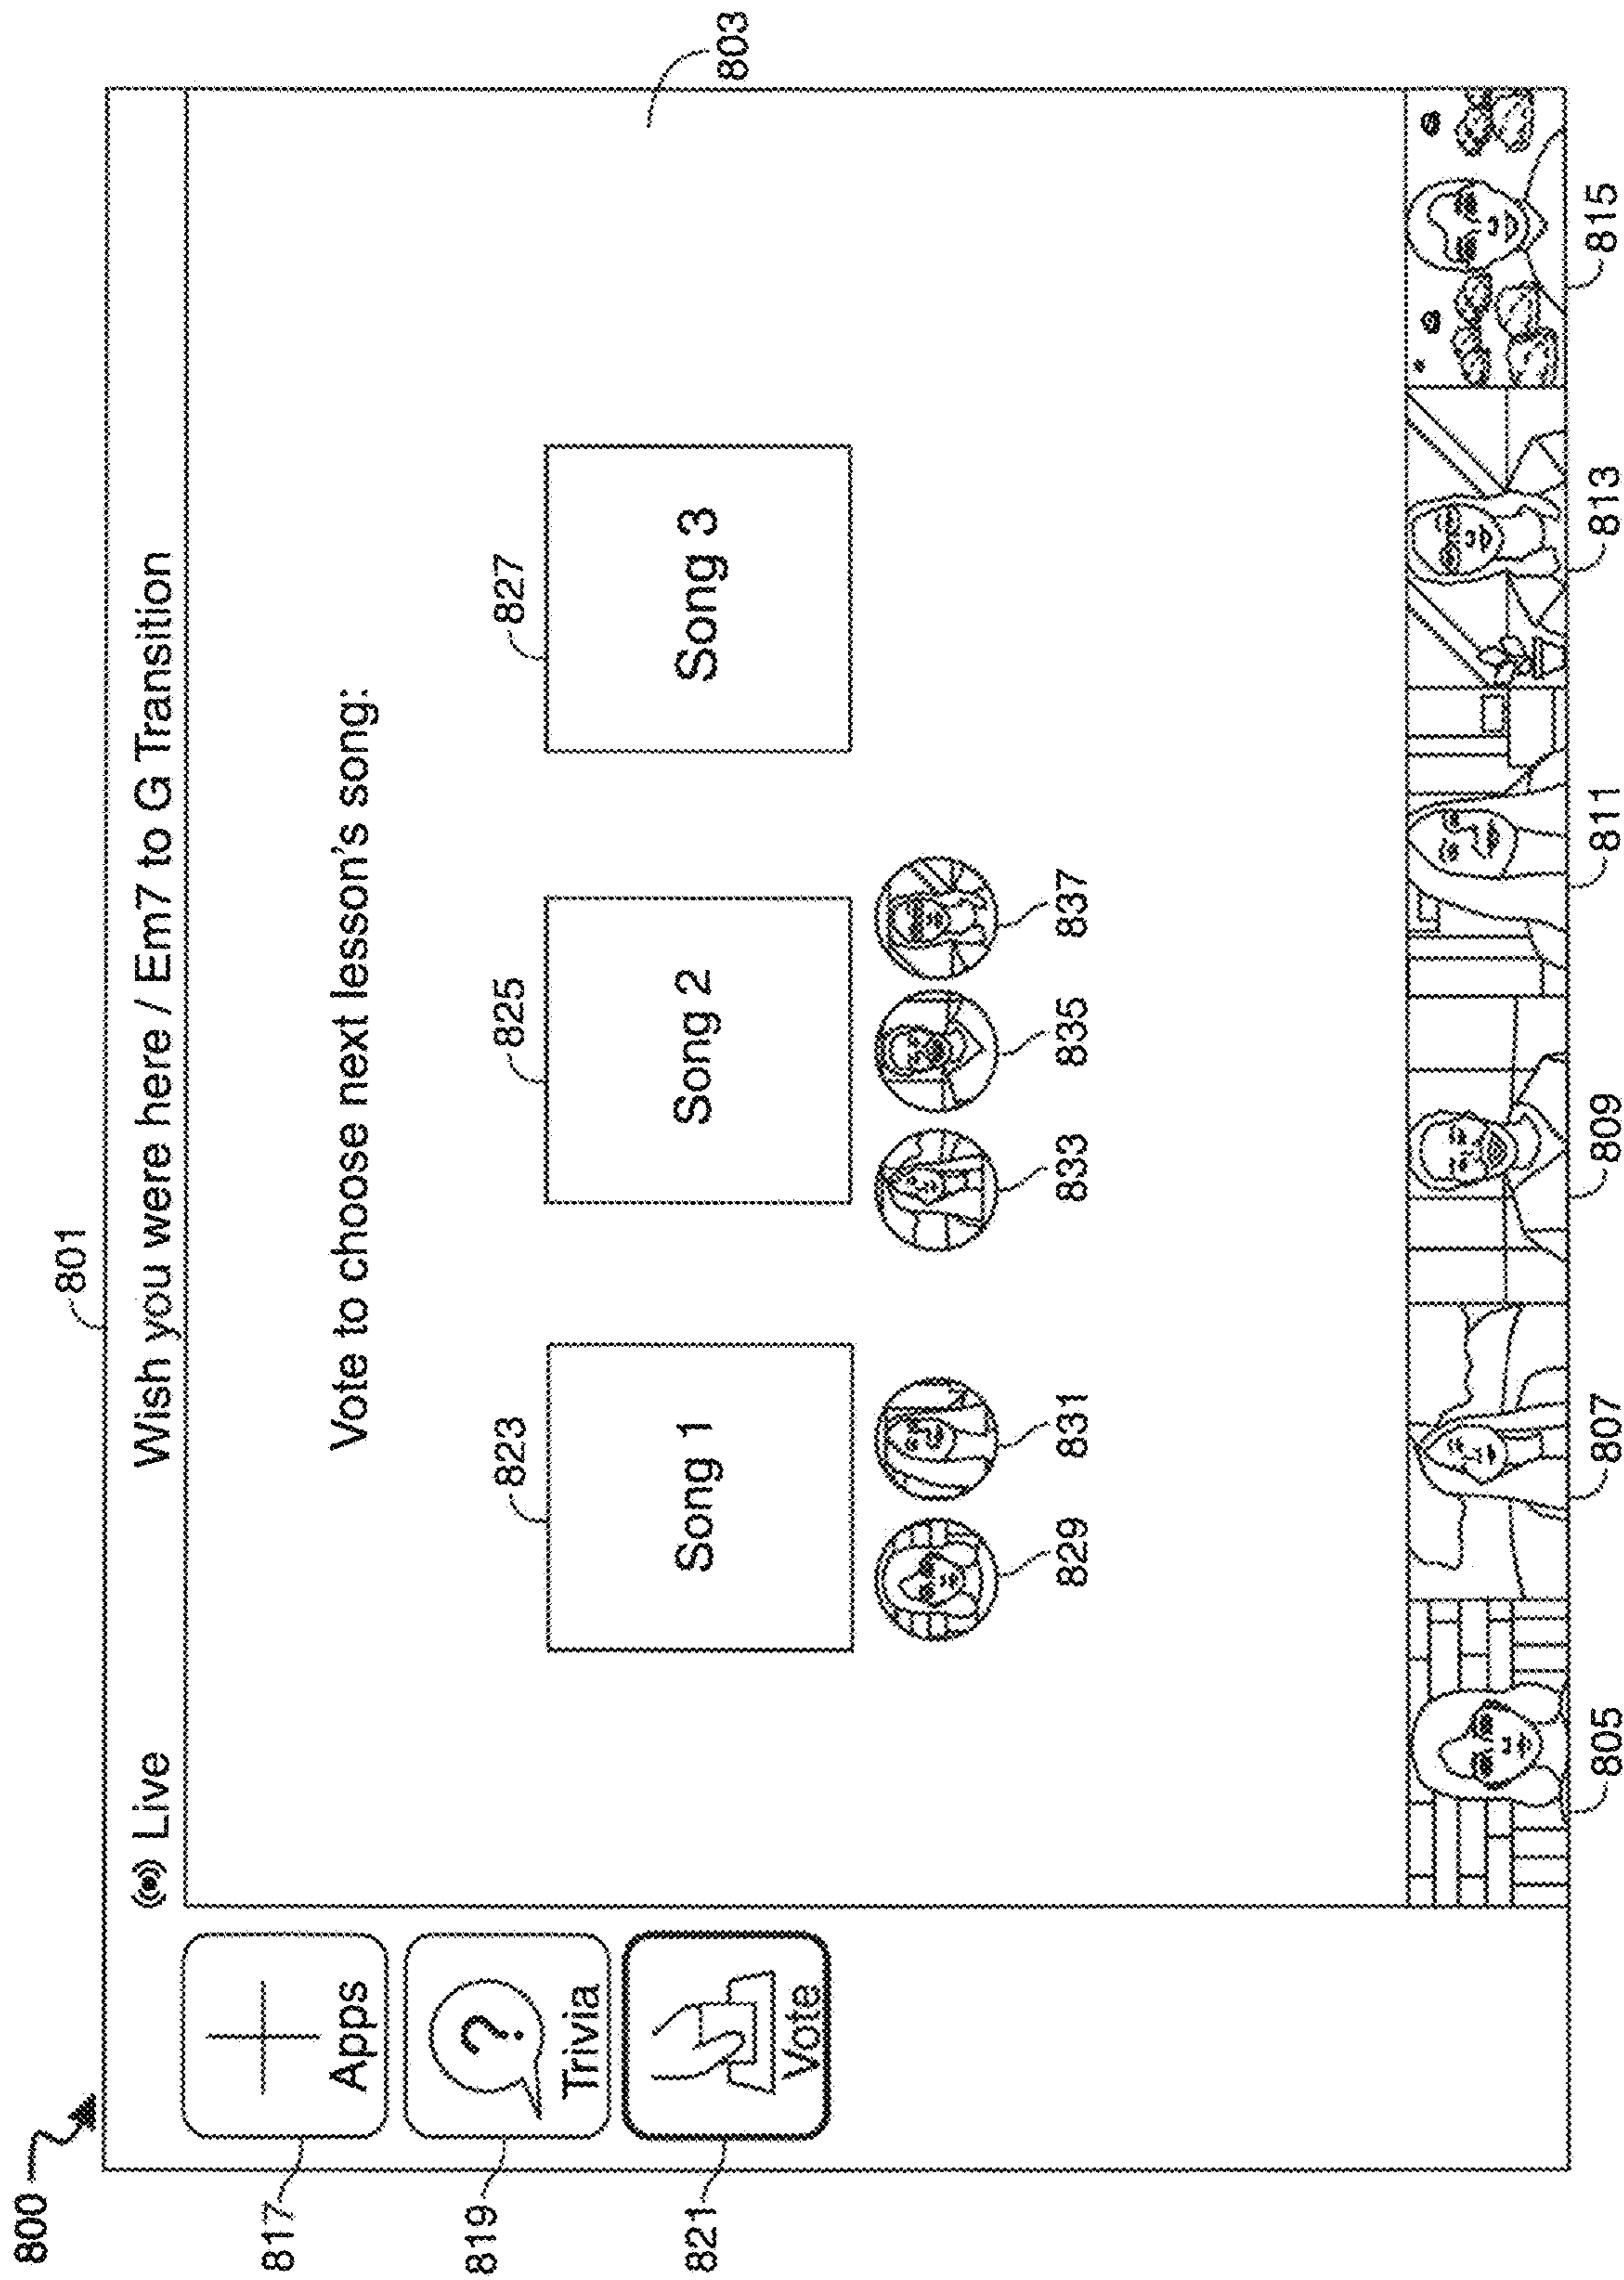 800
801
Live
Wish you were here / Em7 to G Transition
817
Apps
819
Trivia
821
Vote
803
Vote to choose next lesson's song:
823
825
827
Song 1
Song 2
Song 3
829
831
833
835
837
805
807
809
811
813
815